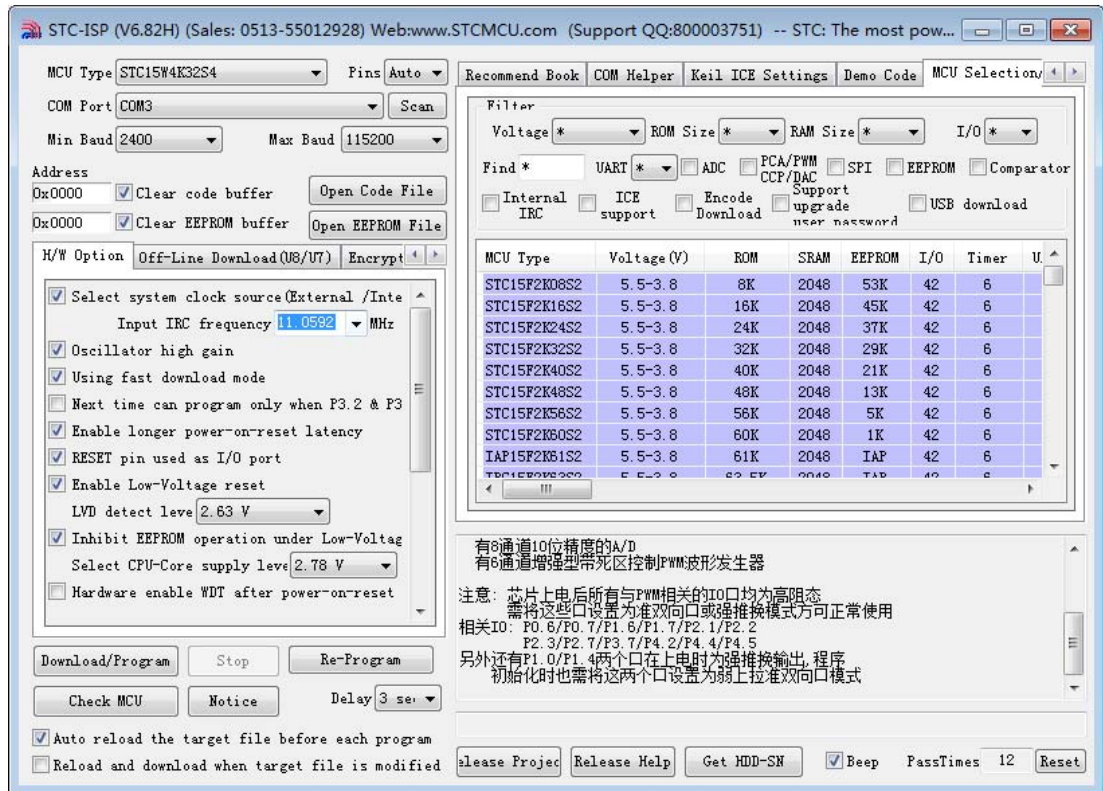 STC-ISP (V6.82H) (Sales: 0513-55012928) Web:www.STCMCU.com (Support QQ:800003751) -- STC: The most pow...
MCU Type STC15W4K32S4 Pins Auto
COM Port COM3 Scan
Min Baud 2400 Max Baud 115200
Address
0x0000 Clear code buffer Open Code File
0x0000 Clear EEPROM buffer Open EEPROM File
H/W Option Off-Line Download(U8/U7) Encrypt
Select system clock source(External /Inte
Input IRC frequency 11.0592 MHz
Oscillator high gain
Using fast download mode
Next time can program only when P3.2 & P3
Enable longer power-on-reset latency
RESET pin used as I/O port
Enable Low-Voltage reset
LVD detect leve 2.63 V
Inhibit EEPROM operation under Low-Voltag
Select CPU-Core supply leve 2.78 V
Hardware enable WDT after power-on-reset
Download/Program Stop Re-Program
Check MCU Notice Delay 3 se
Auto reload the target file before each program
Reload and download when target file is modified
Recommend Book COM Helper Keil ICE Settings Demo Code MCU Selection/
Filter
Voltage * ROM Size * RAM Size * I/O *
Find * UART * ADC PCA/PWM CCP/DAC SPI EEPROM Comparator
Internal IRC ICE support Encode Download Support upgrade user password USB download
MCU Type Voltage(V) ROM SRAM EEPROM I/O Timer U.
STC15F2K08S2 5.5-3.8 8K 2048 53K 42 6
STC15F2K16S2 5.5-3.8 16K 2048 45K 42 6
STC15F2K24S2 5.5-3.8 24K 2048 37K 42 6
STC15F2K32S2 5.5-3.8 32K 2048 29K 42 6
STC15F2K40S2 5.5-3.8 40K 2048 21K 42 6
STC15F2K48S2 5.5-3.8 48K 2048 13K 42 6
STC15F2K56S2 5.5-3.8 56K 2048 5K 42 6
STC15F2K60S2 5.5-3.8 60K 2048 1K 42 6
IAP15F2K61S2 5.5-3.8 61K 2048 IAP 42 6
有8通道10位精度的A/D
有6通道增强型带死区控制PWM波形发生器
注意: 芯片上电后所有与PWM相关的IO口均为高阻态
需将这些口设置为准双向口或强推挽模式方可正常使用
相关IO: P0.6/P0.7/P1.6/P1.7/P2.1/P2.2
P2.3/P2.7/P3.7/P4.2/P4.4/P4.5
另外还有P1.0/P1.4两个口在上电时为强推挽输出,程序
初始化时也需将这两个口设置为弱上拉准双向口模式
elease Projec Release Help Get HDD-SN Beep PassTimes 12 Reset